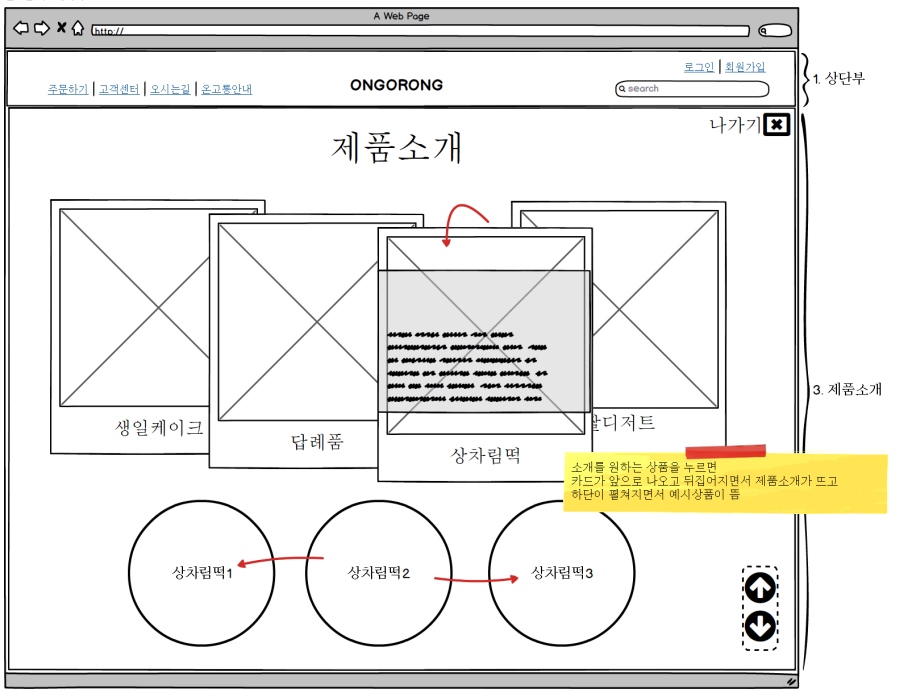 A Web Page
http://
로그인 | 회원가입
주문하기 | 고객센터 | 오시는길 | 온고롱안내
ONGORONG
search
1. 상단부
나가기
제품소개
3. 제품소개
생일케이크
답례품
상차림떡
디저트
소개를 원하는 상품을 누르면
카드가 앞으로 나오고 뒤집어지면서 제품소개가 뜨고
하단이 펼쳐지면서 예시상품이 뜸
상차림떡1
상차림떡2
상차림떡3